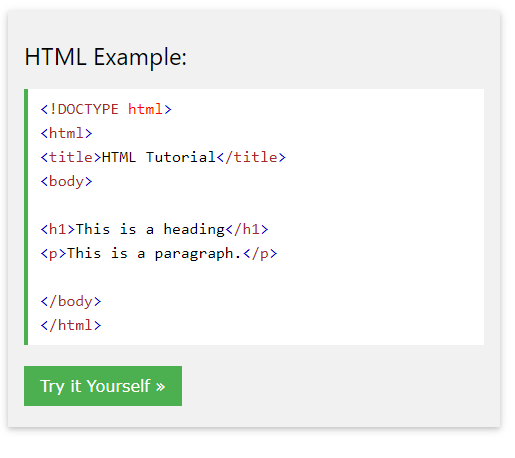 HTML Example:
<!DOCTYPE html>
<html>
<title>HTML Tutorial</title>
<body>

<h1>This is a heading</h1>
<p>This is a paragraph.</p>

</body>
</html>
Try it Yourself »